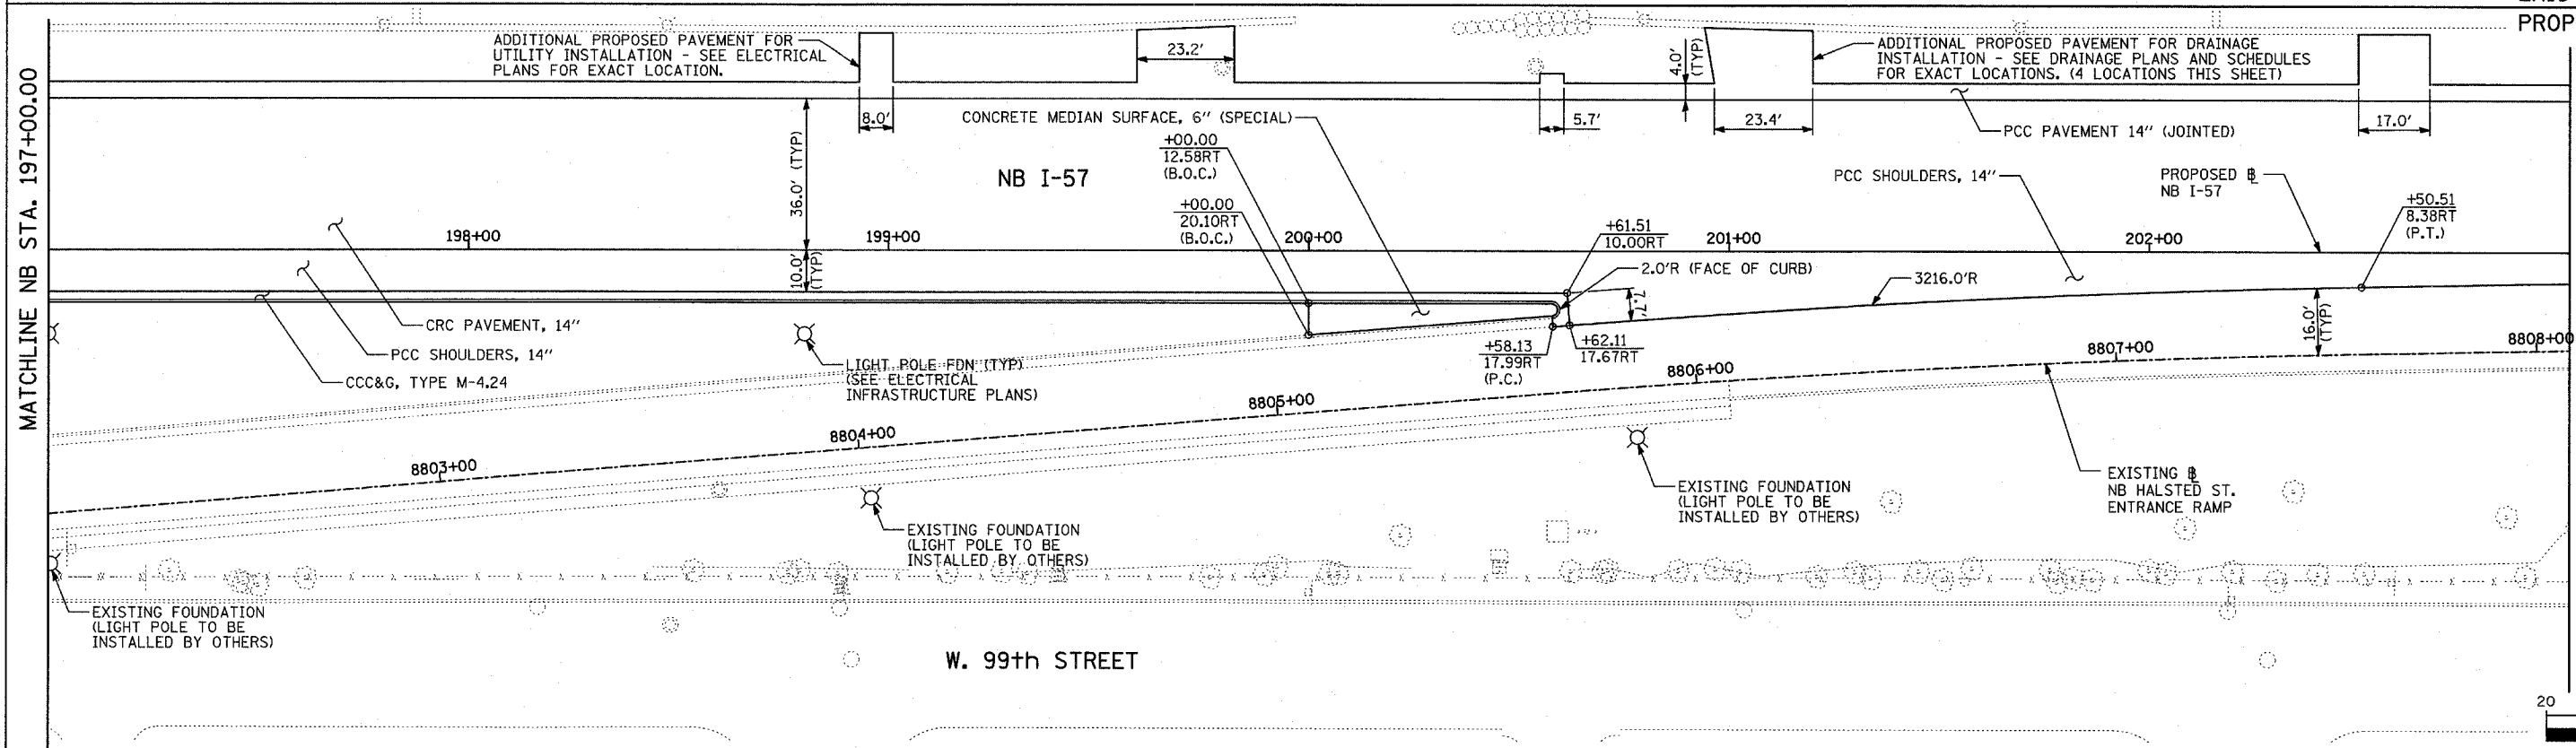 PROP
ADDITIONAL PROPOSED PAVEMENT FOR
UTILITY INSTALLATION - SEE ELECTRICAL
PLANS FOR EXACT LOCATION.
23.2'
4.0'
(TYP)
ADDITIONAL PROPOSED PAVEMENT FOR DRAINAGE
INSTALLATION - SEE DRAINAGE PLANS AND SCHEDULES
FOR EXACT LOCATIONS. (4 LOCATIONS THIS SHEET)
8.0'
CONCRETE MEDIAN SURFACE, 6" (SPECIAL)
5.7'
23.4'
PCC PAVEMENT 14" (JOINTED)
17.0'
MATCHLINE NB STA. 197+00.00
36.0' (TYP)
+00.00
12.58RT
(B.O.C.)
NB I-57
PCC SHOULDERS, 14"
PROPOSED ᴃ
NB I-57
+00.00
20.10RT
(B.O.C.)
+61.51
10.00RT
+50.51
8.38RT
(P.T.)
198+00
199+00
200+00
201+00
202+00
10.0'
(TYP)
2.0'R (FACE OF CURB)
3216.0'R
7.7'
16.0'
(TYP)
CRC PAVEMENT, 14"
PCC SHOULDERS, 14"
CCC&G, TYPE M-4.24
LIGHT POLE FDN (TYP)
(SEE ELECTRICAL
INFRASTRUCTURE PLANS)
+58.13
17.99RT
(P.C.)
+62.11
17.67RT
8803+00
8804+00
8805+00
8806+00
8807+00
8808+00
EXISTING FOUNDATION
(LIGHT POLE TO BE
INSTALLED BY OTHERS)
EXISTING FOUNDATION
(LIGHT POLE TO BE
INSTALLED BY OTHERS)
EXISTING FOUNDATION
(LIGHT POLE TO BE
INSTALLED BY OTHERS)
EXISTING ᴃ
NB HALSTED ST.
ENTRANCE RAMP
W. 99th STREET
20